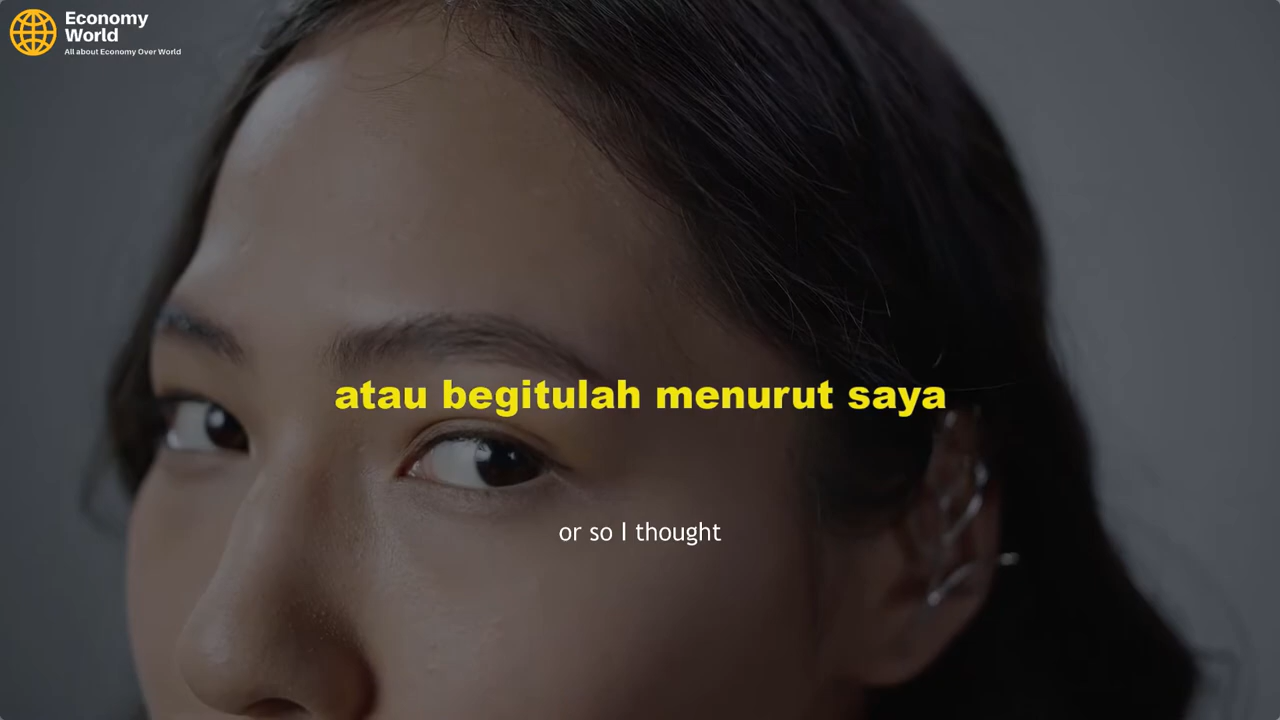 Economy
World
All about Economy Over World
atau begitulah menurut saya
or so I thought